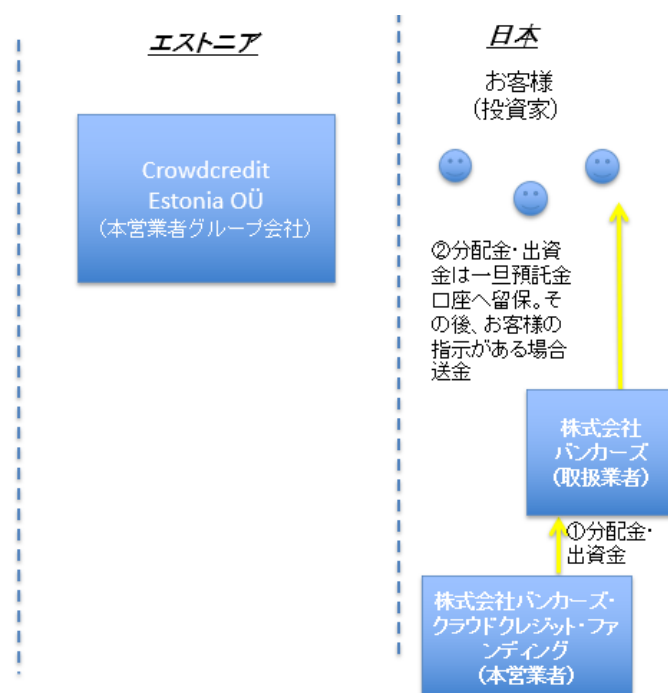 エストニア
Crowdcredit
Estonia OÜ
(本営業者グループ会社)
日本
お客様
(投資家)
②分配金・出資
金は一旦預託金
口座へ留保。そ
の後、お客様の
指示がある場合
送金
株式会社
バンカーズ
(取扱業者)
①分配金・
出資金
株式会社バンカーズ・
クラウドクレジット・ファ
ンディング
(本営業者)